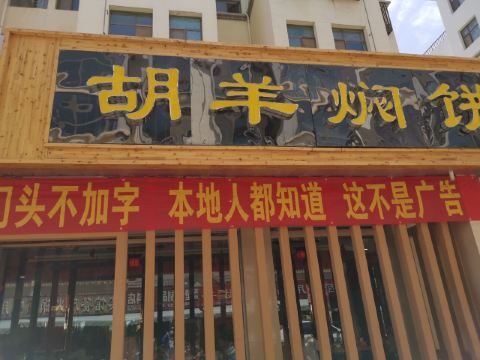 胡羊焖饼
门头不加字 本地人都知道 这不是广告